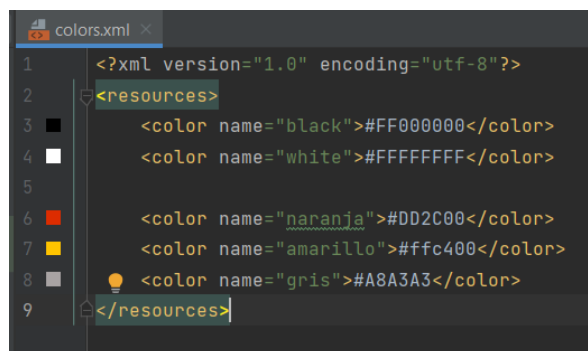 colors.xml
1 <?xml version="1.0" encoding="utf-8"?>
2 <resources>
3 <color name="black">#FF000000</color>
4 <color name="white">#FFFFFFFF</color>
5
6 <color name="naranja">#DD2C00</color>
7 <color name="amarillo">#ffc400</color>
8 <color name="gris">#A8A3A3</color>
9 </resources>